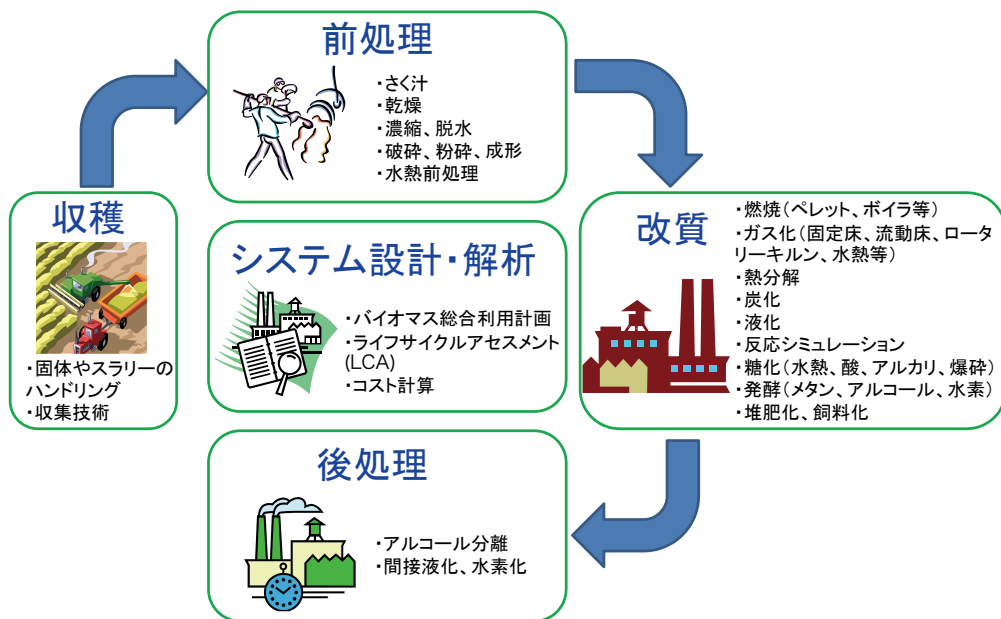 前処理
・さく汁
・乾燥
・濃縮、脱水
・破砕、粉砕、成形
・水熱前処理
収穫
・固体やスラリーの
ハンドリング
・収集技術
システム設計・解析
・バイオマス総合利用計画
・ライフサイクルアセスメント
(LCA)
・コスト計算
改質
・燃焼(ペレット、ボイラ等)
・ガス化(固定床、流動床、ロータ
リーキルン、水熱等)
・熱分解
・炭化
・液化
・反応シミュレーション
・糖化(水熱、酸、アルカリ、爆砕)
・発酵(メタン、アルコール、水素)
・堆肥化、飼料化
後処理
・アルコール分離
・間接液化、水素化